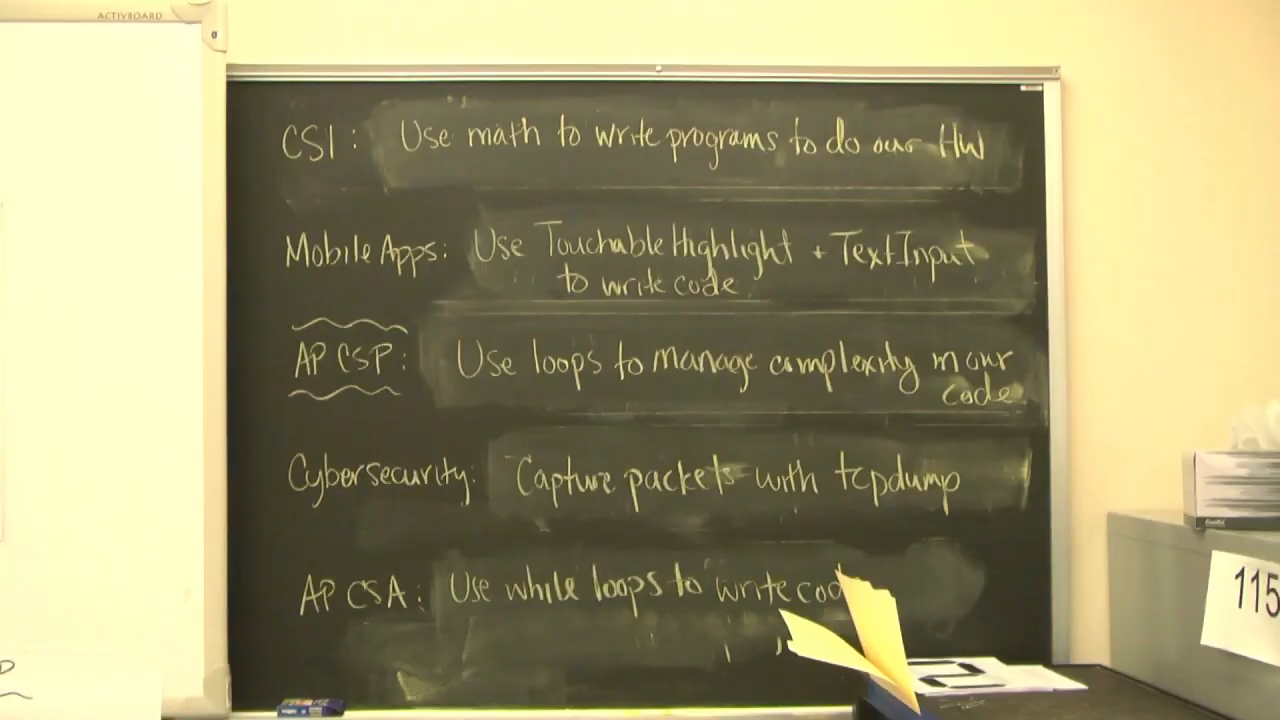 ACTIVBOARD
CS1: Use math to write programs to do our HW
Mobile Apps: Use TouchableHighlight + TextInput
to write code
AP CSP: Use loops to manage complexity in our
code
Cybersecurity: Capture packets with tcpdump
AP CSA: Use while loops to write cod
115